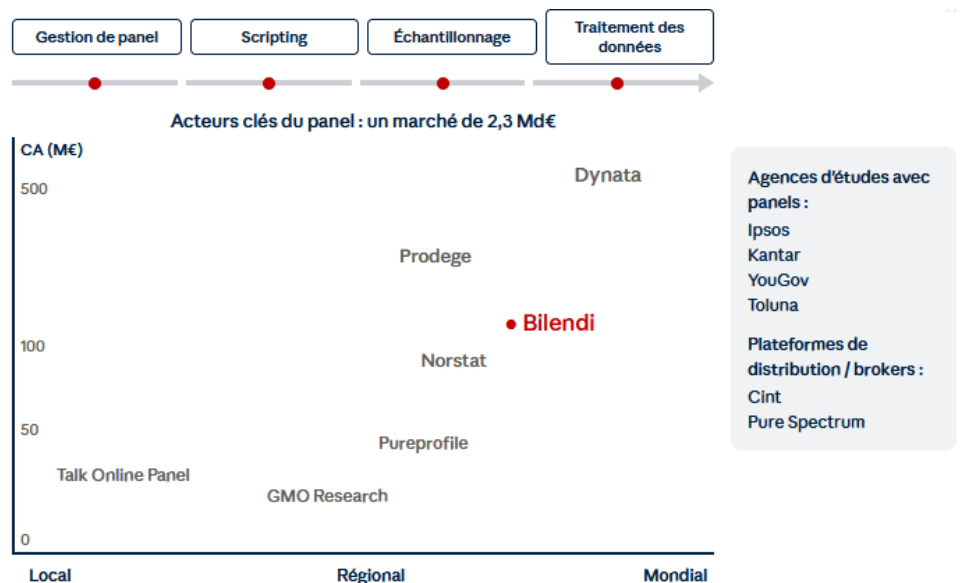 Gestion de panel
Scripting
Échantillonnage
Traitement des
données
Acteurs clés du panel : un marché de 2,3 Md€
CA (M€)
500
Dynata
Prodege
Bilendi
100
Norstat
50
Pureprofile
Talk Online Panel
GMO Research
0
Local
Régional
Mondial
Agences d'études avec
panels :
Ipsos
Kantar
YouGov
Toluna
Plateformes de
distribution / brokers :
Cint
Pure Spectrum